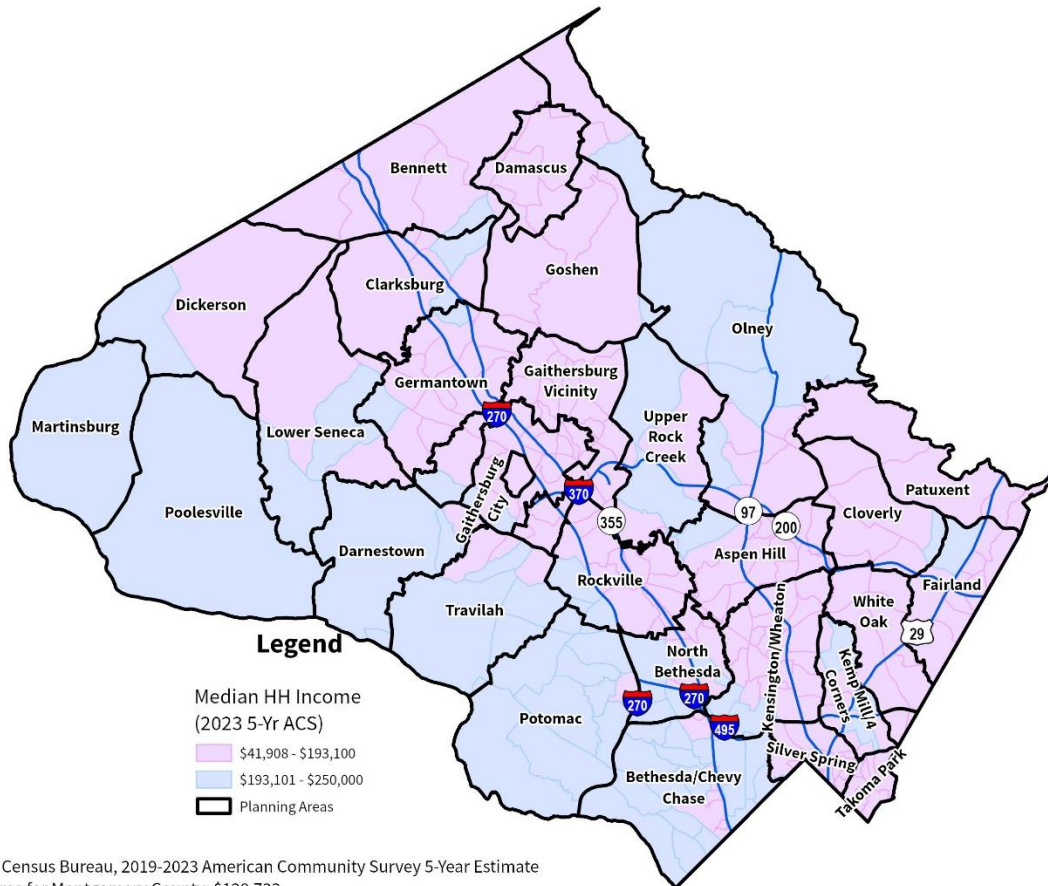 Bennett
Damascus
Goshen
Clarksburg
Dickerson
Olney
Germantown
Gaithersburg
Vicinity
Martinsburg
Lower Seneca
Upper
Rock
Creek
270
Poolesville
Gaithersburg
City
370
355
97
200
Patuxent
Cloverly
Darnestown
Aspen Hill
Rockville
Fairland
Travilah
White
Oak
29
Kensington/Wheaton
Kemp Mill/4
Corners
North
Bethesda
270
270
495
Potomac
Silver Spring
Takoma Park
Bethesda/Chevy
Chase
Legend
Median HH Income
(2023 5-Yr ACS)
$41,908 - $193,100
$193,101 - $250,000
Planning Areas
Census Bureau, 2019-2023 American Community Survey 5-Year Estimate